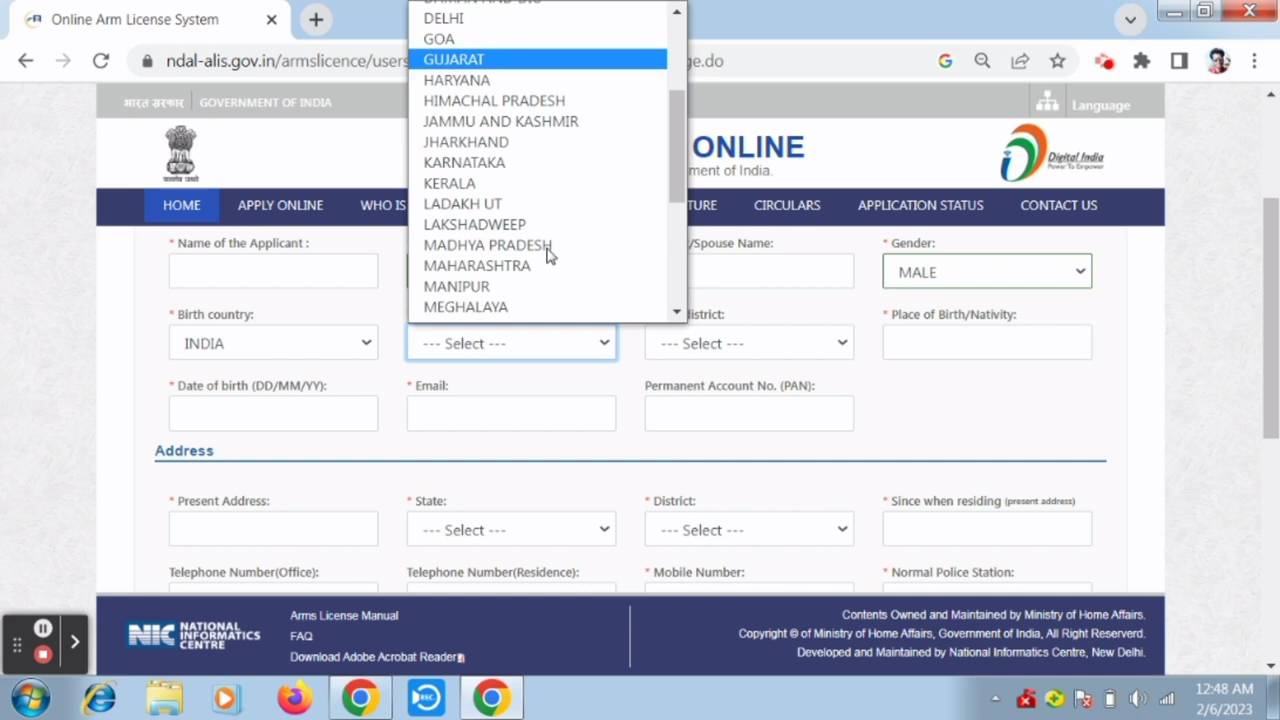 Online Arm License System
ndal-alis.gov.in/armslicence/users
ge.do
भारत सरकार
GOVERNMENT OF INDIA
Language
ONLINE
ment of India.
Digital India
Power To Empower
HOME
APPLY ONLINE
WHO IS
TURE
CIRCULARS
APPLICATION STATUS
CONTACT US
DELHI
GOA
GUJARAT
HARYANA
HIMACHAL PRADESH
JAMMU AND KASHMIR
JHARKHAND
KARNATAKA
KERALA
LADAKH UT
LAKSHADWEEP
MADHYA PRADESH
MAHARASHTRA
MANIPUR
MEGHALAYA
* Name of the Applicant :
/Spouse Name:
* Gender:
MALE
* Birth country:
district:
* Place of Birth/Nativity:
INDIA
--- Select ---
--- Select ---
* Date of birth (DD/MM/YY):
* Email:
Permanent Account No. (PAN):
Address
* Present Address:
* State:
* District:
* Since when residing (present address)
--- Select ---
--- Select ---
Telephone Number(Office):
Telephone Number(Residence):
* Mobile Number:
* Normal Police Station:
NIC NATIONAL
INFORMATICS
CENTRE
Arms License Manual
FAQ
Download Adobe Acrobat Reader
Contents Owned and Maintained by Ministry of Home Affairs.
Copyright © of Ministry of Home Affairs, Government of India, All Right Reserverd.
Developed and Maintained by National Informatics Centre, New Delhi.
REC
12:48 AM
2/6/2023